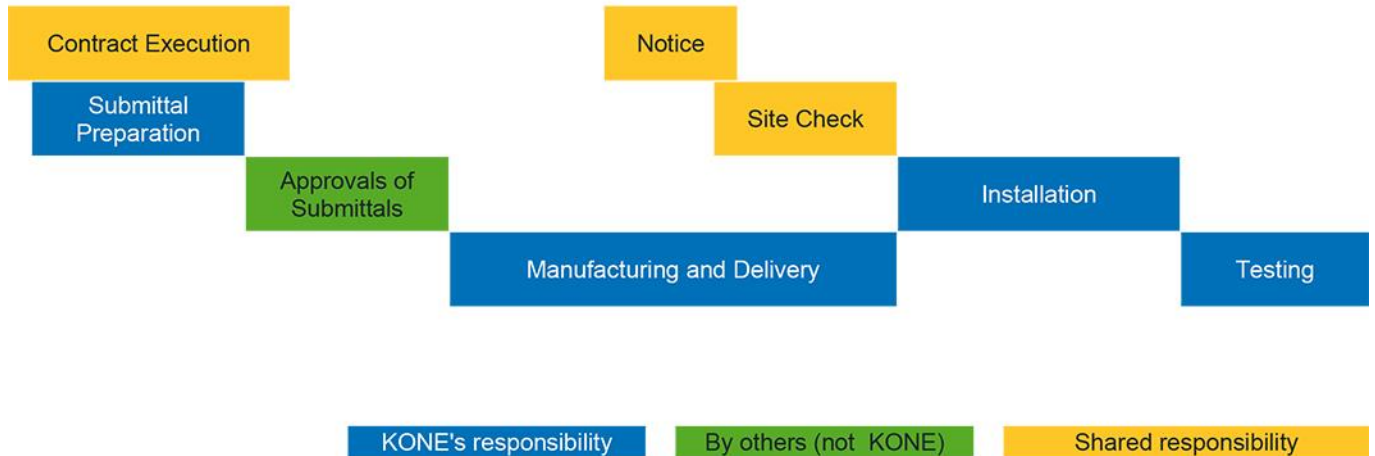 Contract Execution
Notice
Submittal
Preparation
Site Check
Approvals of
Submittals
Installation
Manufacturing and Delivery
Testing
KONE's responsibility
By others (not KONE)
Shared responsibility